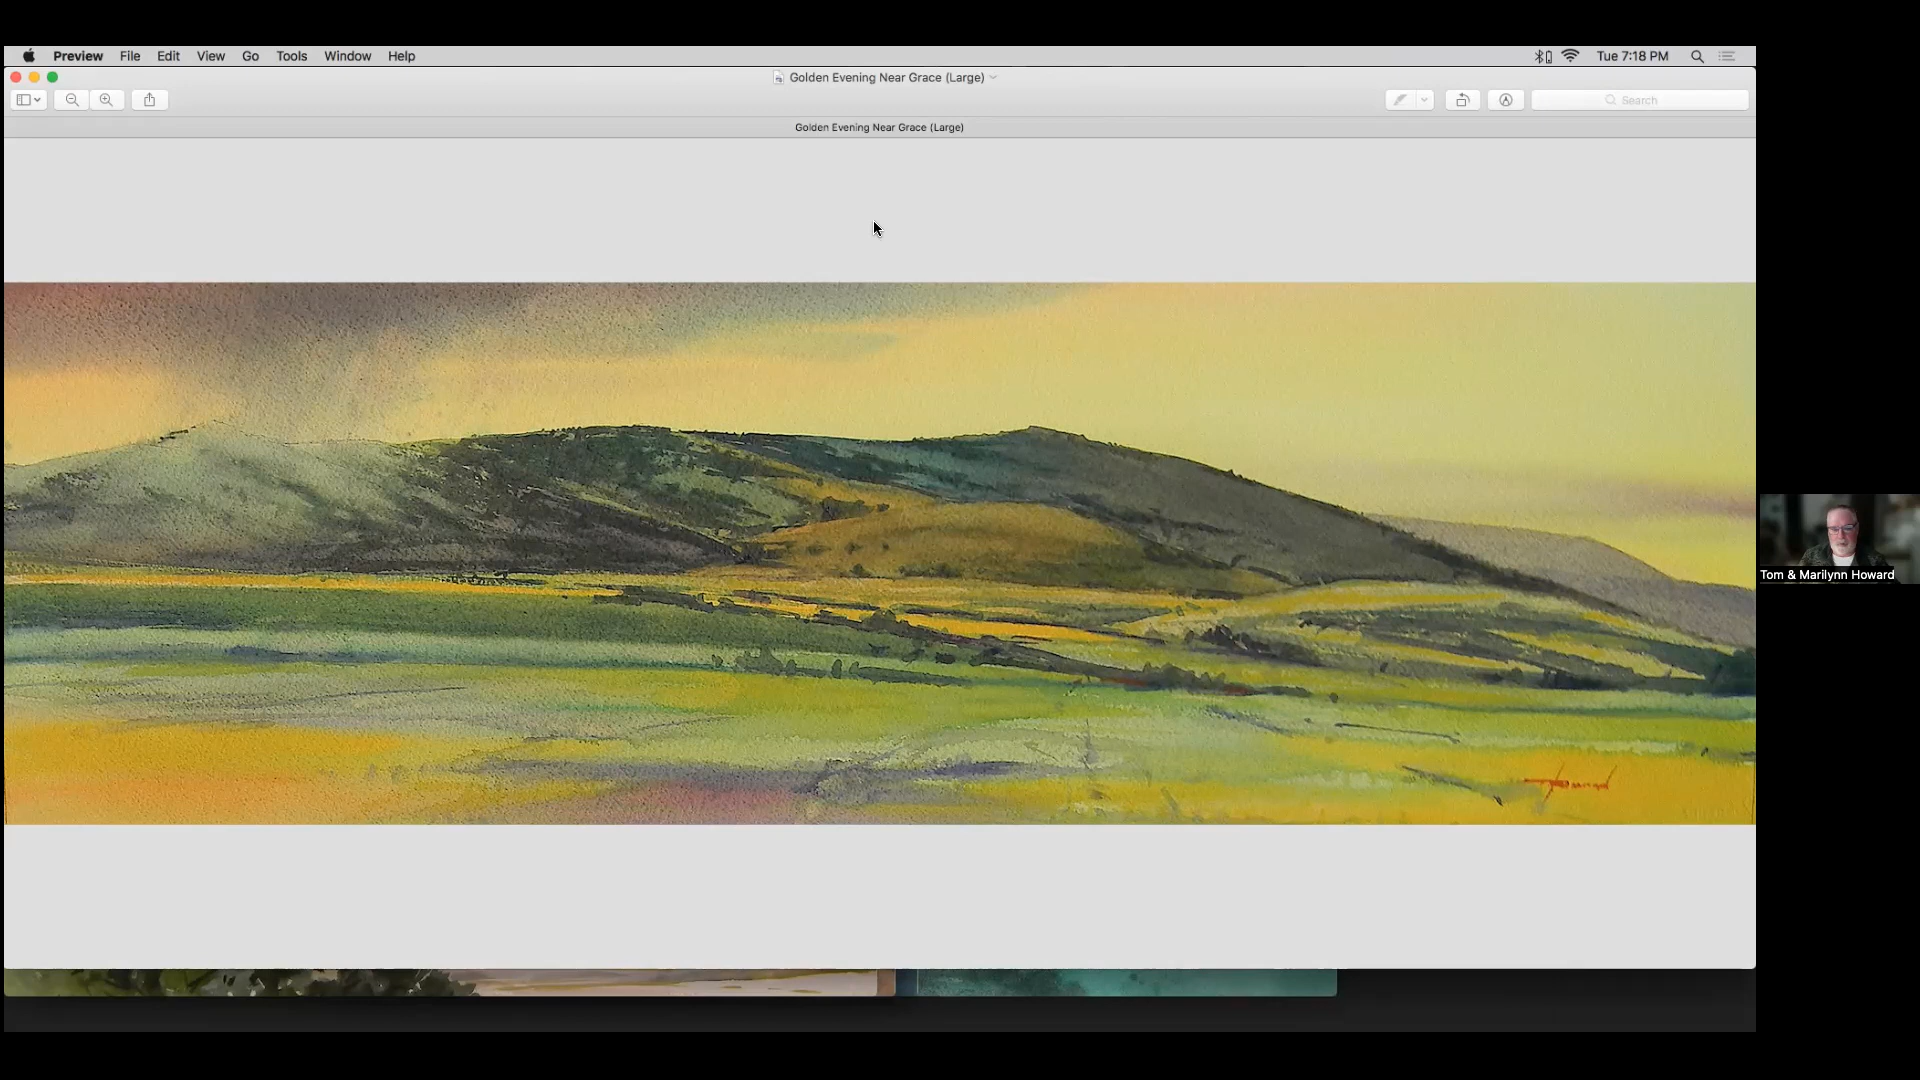 Preview File Edit View Go Tools Window Help Tue 7:18 PM
Golden Evening Near Grace (Large)
Search
Golden Evening Near Grace (Large)
Tom & Marilynn Howard